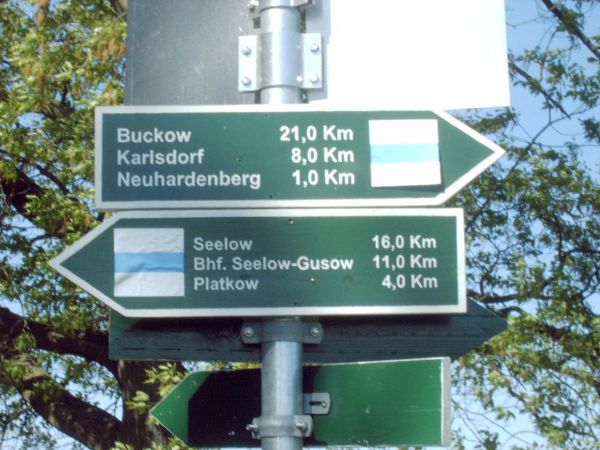 Buckow 21,0 Km
Karlsdorf 8,0 Km
Neuhardenberg 1,0 Km
Seelow 16,0 Km
Bhf. Seelow-Gusow 11,0 Km
Platkow 4,0 Km